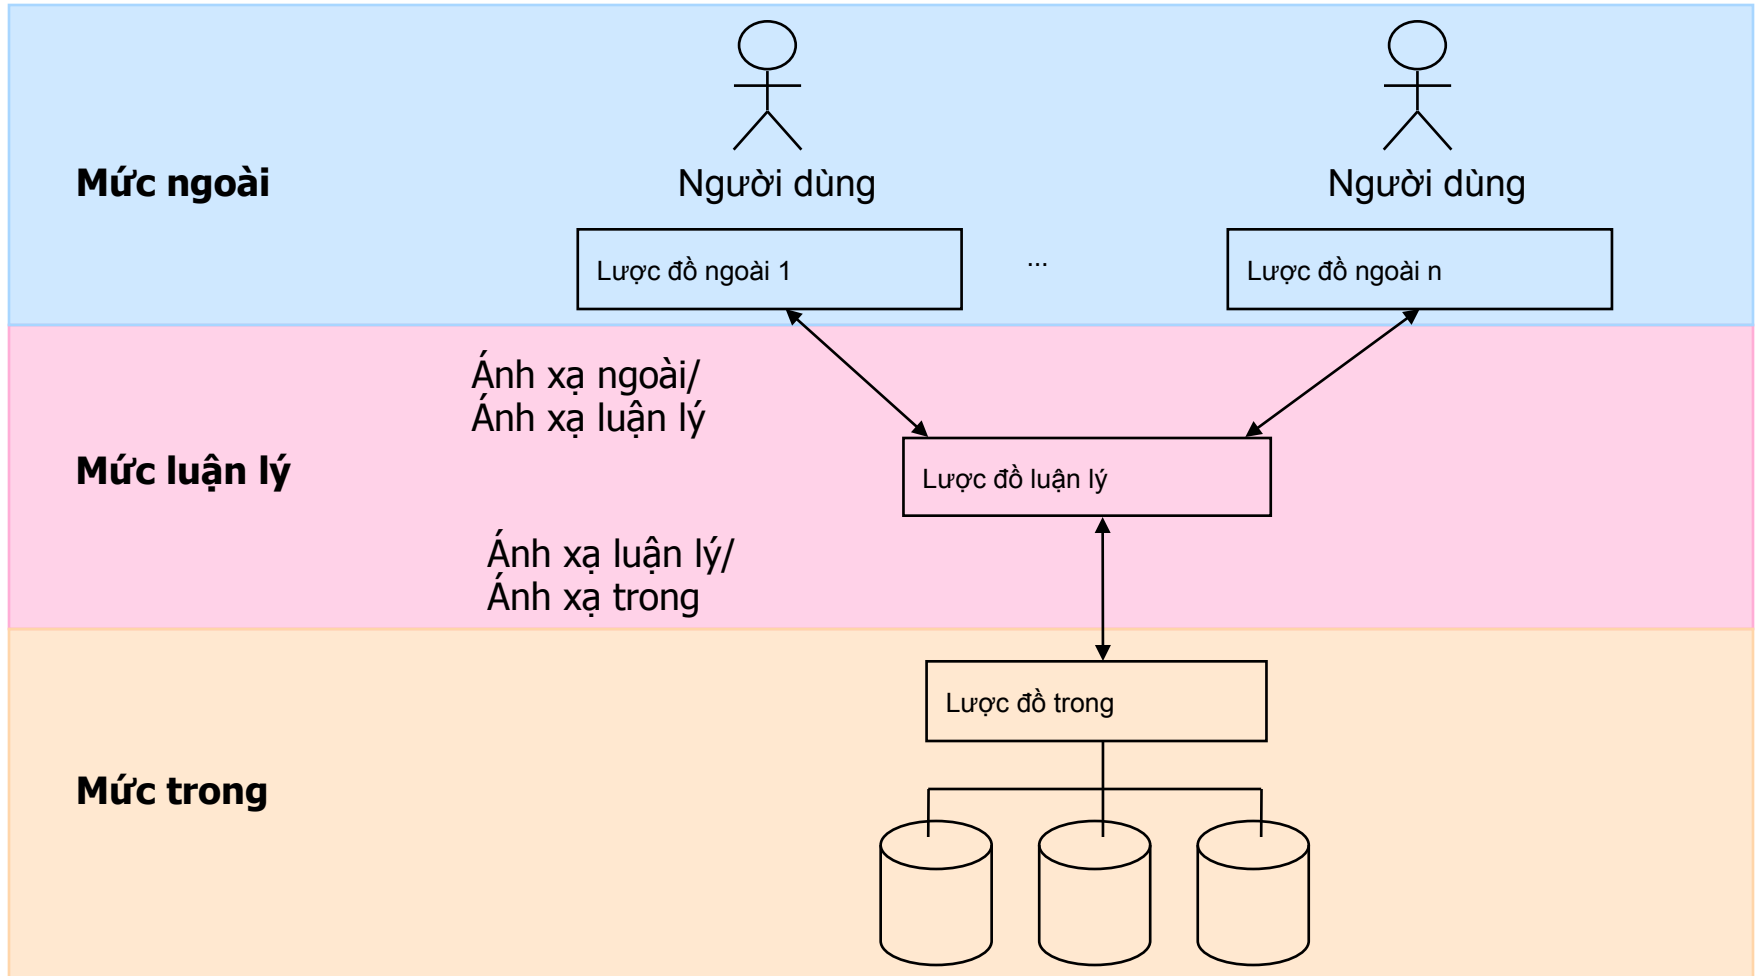 Mức ngoài
Người dùng
Người dùng
Lược đồ ngoài 1
...
Lược đồ ngoài n
Ánh xạ ngoài/
Ánh xạ luận lý
Mức luận lý
Lược đồ luận lý
Ánh xạ luận lý/
Ánh xạ trong
Lược đồ trong
Mức trong